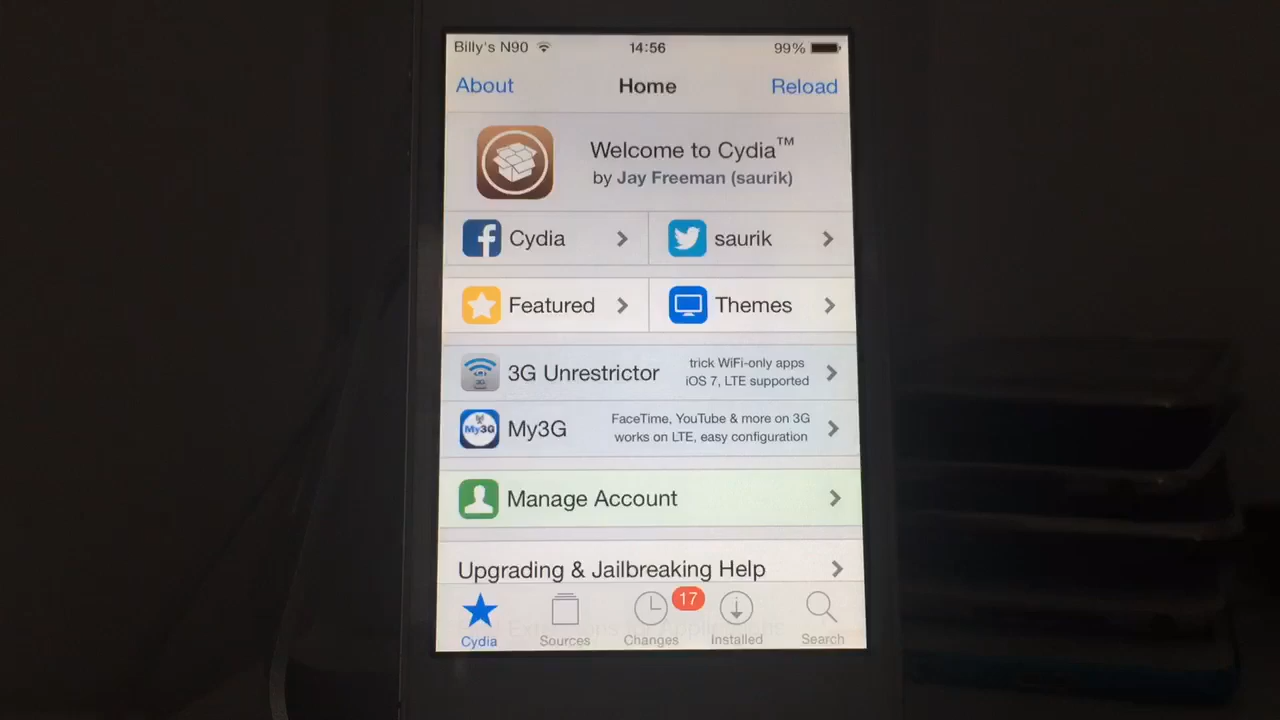 Billy's N90 14:56 99%
About Home Reload
Welcome to Cydia™
by Jay Freeman (saurik)
Cydia saurik
Featured Themes
3G Unrestrictor trick WiFi-only apps
iOS 7, LTE supported
My3G
My3G FaceTime, YouTube & more on 3G
works on LTE, easy configuration
Manage Account
Upgrading & Jailbreaking Help
17
Cydia Sources Changes Installed Search